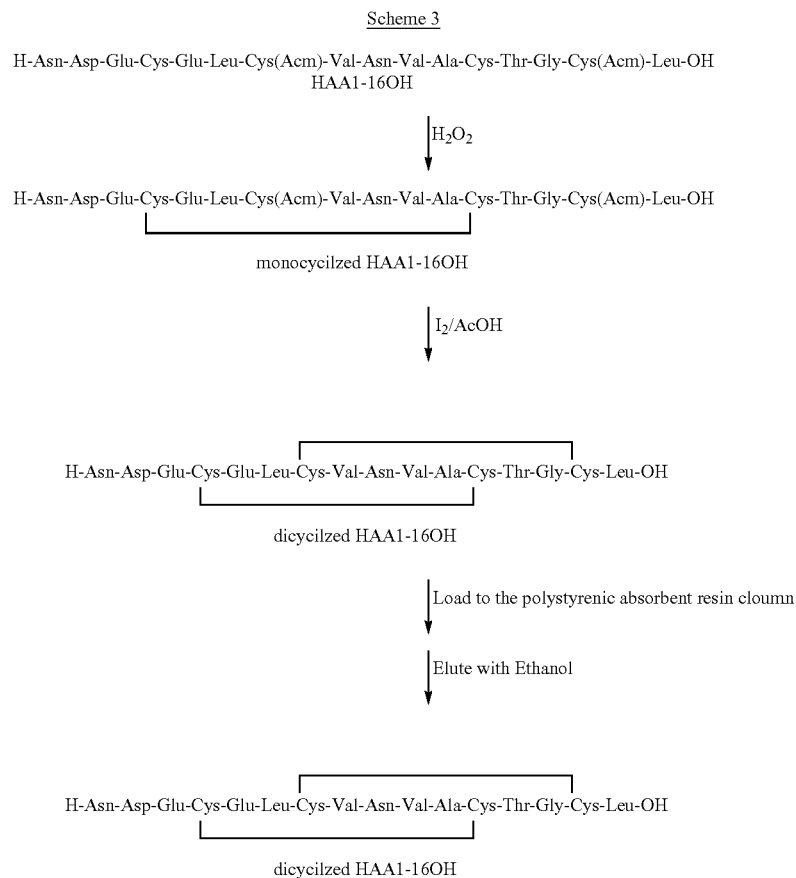 Scheme 3
H-Asn-Asp-Glu-Cys-Glu-Leu-Cys(Acm)-Val-Asn-Val-Ala-Cys-Thr-Gly-Cys(Acm)-Leu-OH
HAA1-16OH
H₂O₂
H-Asn-Asp-Glu-Cys-Glu-Leu-Cys(Acm)-Val-Asn-Val-Ala-Cys-Thr-Gly-Cys(Acm)-Leu-OH
monocycilzed HAA1-16OH
I₂/AcOH
H-Asn-Asp-Glu-Cys-Glu-Leu-Cys-Val-Asn-Val-Ala-Cys-Thr-Gly-Cys-Leu-OH
dicycilzed HAA1-16OH
Load to the polystyrenic absorbent resin cloumn
Elute with Ethanol
H-Asn-Asp-Glu-Cys-Glu-Leu-Cys-Val-Asn-Val-Ala-Cys-Thr-Gly-Cys-Leu-OH
dicycilzed HAA1-16OH